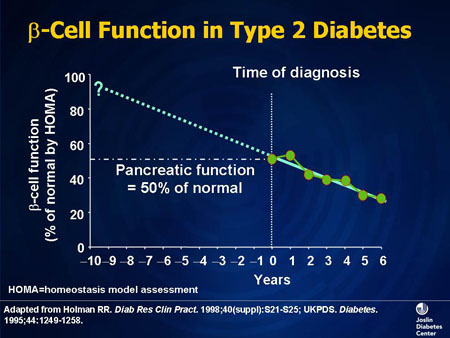 β-Cell Function in Type 2 Diabetes
Time of diagnosis
100
80
60
40
20
0
?
β-cell function
(% of normal by HOMA)
Pancreatic function
= 50% of normal
–10 –9 –8 –7 –6 –5 –4 –3 –2 –1 0 1 2 3 4 5 6
Years
HOMA=homeostasis model assessment
Adapted from Holman RR. Diab Res Clin Pract. 1998;40(suppl):S21-S25; UKPDS. Diabetes.
1995;44:1249-1258.
Joslin
Diabetes
Center